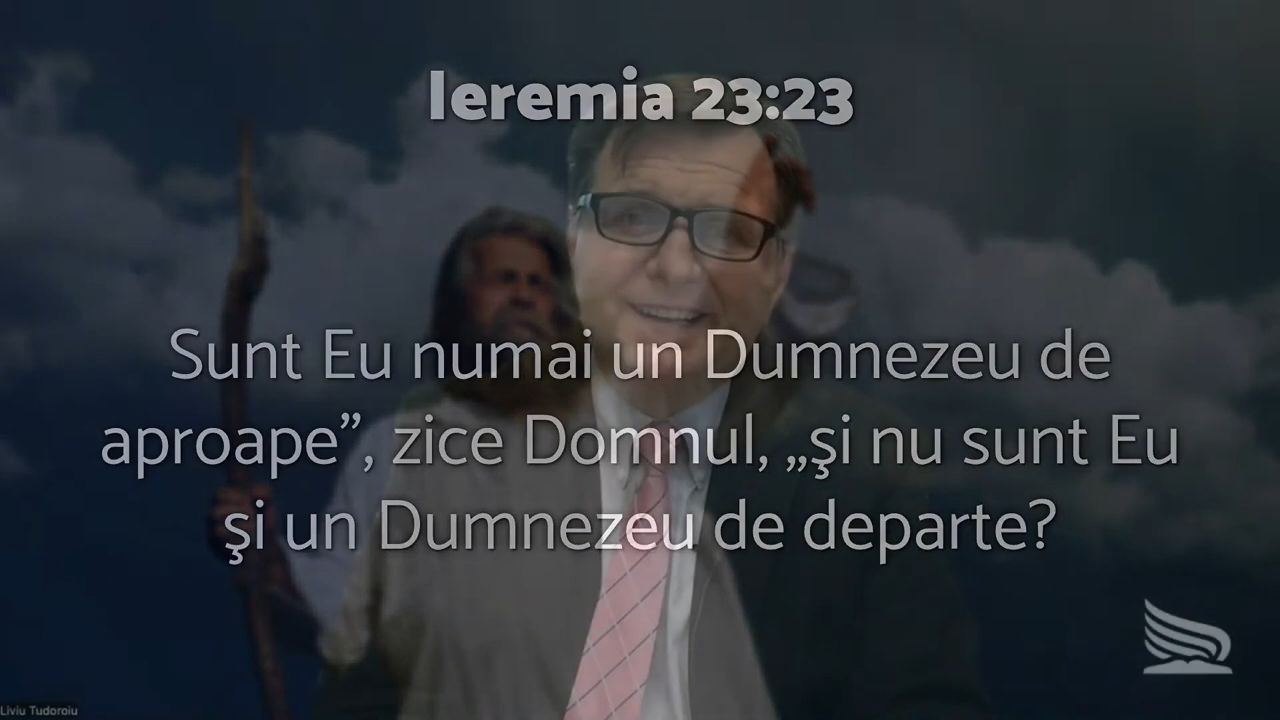 Ieremia 23:23
Sunt Eu numai un Dumnezeu de
aproape”, zice Domnul, „şi nu sunt Eu
şi un Dumnezeu de departe?
Liviu Tudoroiu